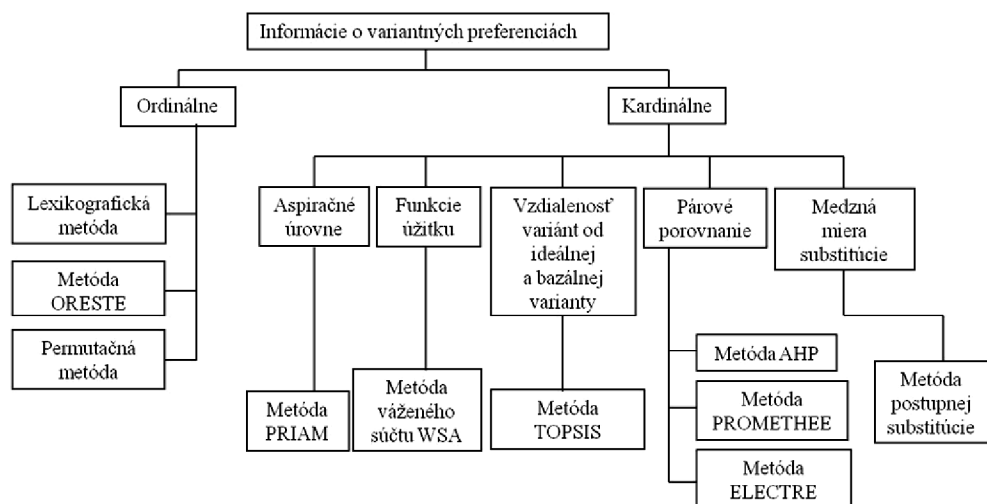 Informácie o variantných preferenciách
Ordinálne
Kardinálne
Lexikografická
metóda
Metóda
ORESTE
Permutačná
metóda
Aspiračné
úrovne
Funkcie
úžitku
Vzdialenosť
variánt od
ideálnej
a bazálnej
varianty
Párové
porovnanie
Medzná
miera
substitúcie
Metóda
PRIAM
Metóda
váženého
súčtu WSA
Metóda
TOPSIS
Metóda AHP
Metóda
PROMETHEE
Metóda
ELECTRE
Metóda
postupnej
substitúcie